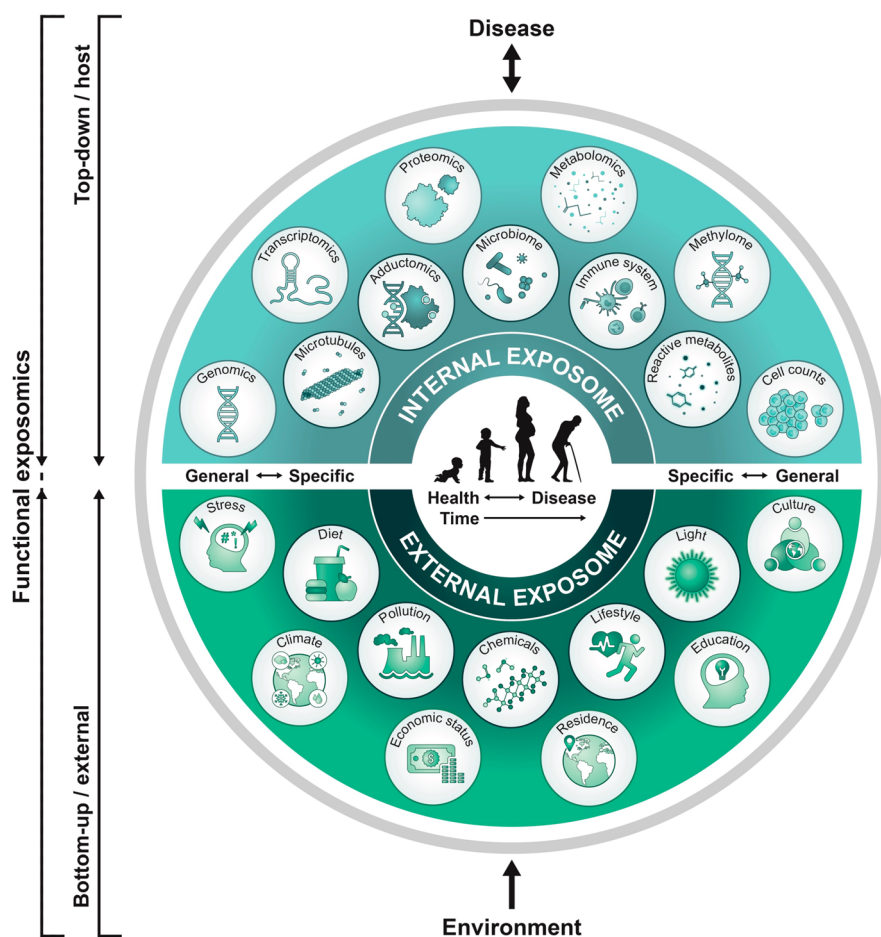 Disease
Top-down / host
Functional exposomics
Bottom-up / external
Proteomics
Metabolomics
Transcriptomics
Adductomics
Microbiome
Immune system
Methylome
Genomics
Microtubules
Reactive metabolites
Cell counts
INTERNAL EXPOSOME
General
Specific
Specific
General
Health
Disease
Time
EXTERNAL EXPOSOME
Stress
Diet
Light
Culture
#*!
Climate
Pollution
Chemicals
Lifestyle
Education
Economic status
$
Residence
Environment